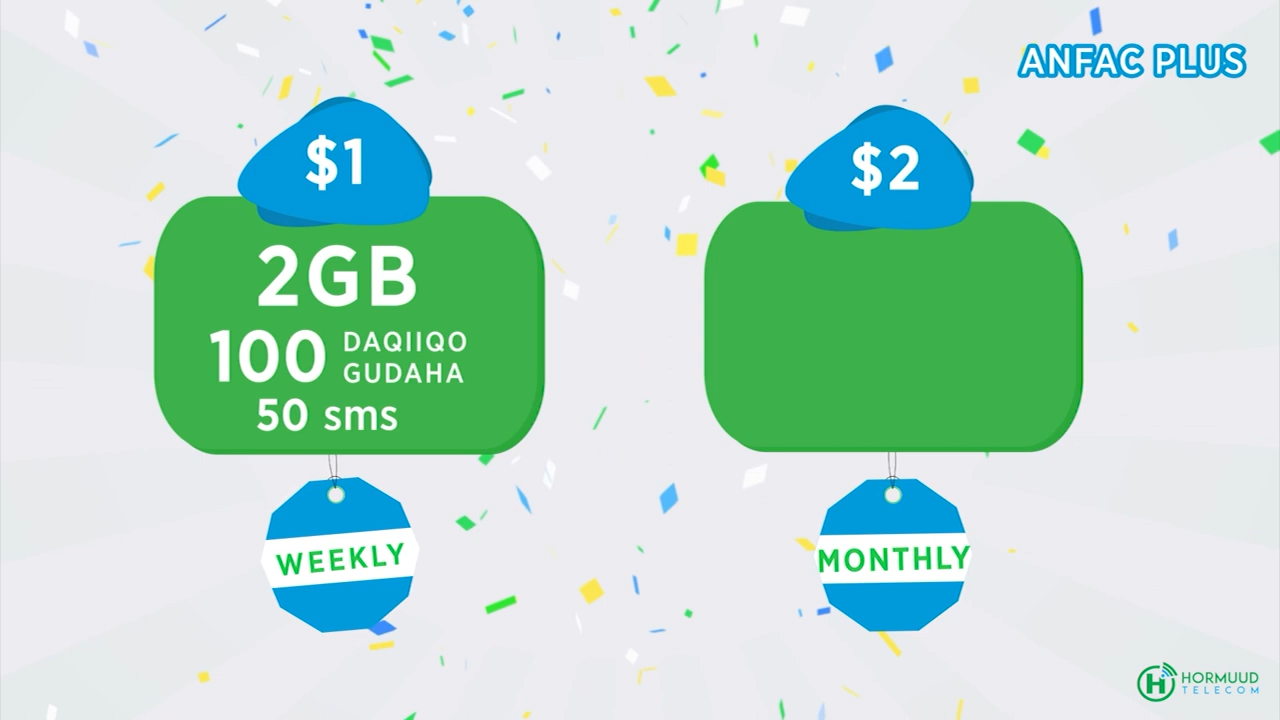 ANFAC PLUS
$1
2GB
100 DAQIIQO
GUDAHA
50 sms
WEEKLY
$2
MONTHLY
HORMUUD
TELECOM